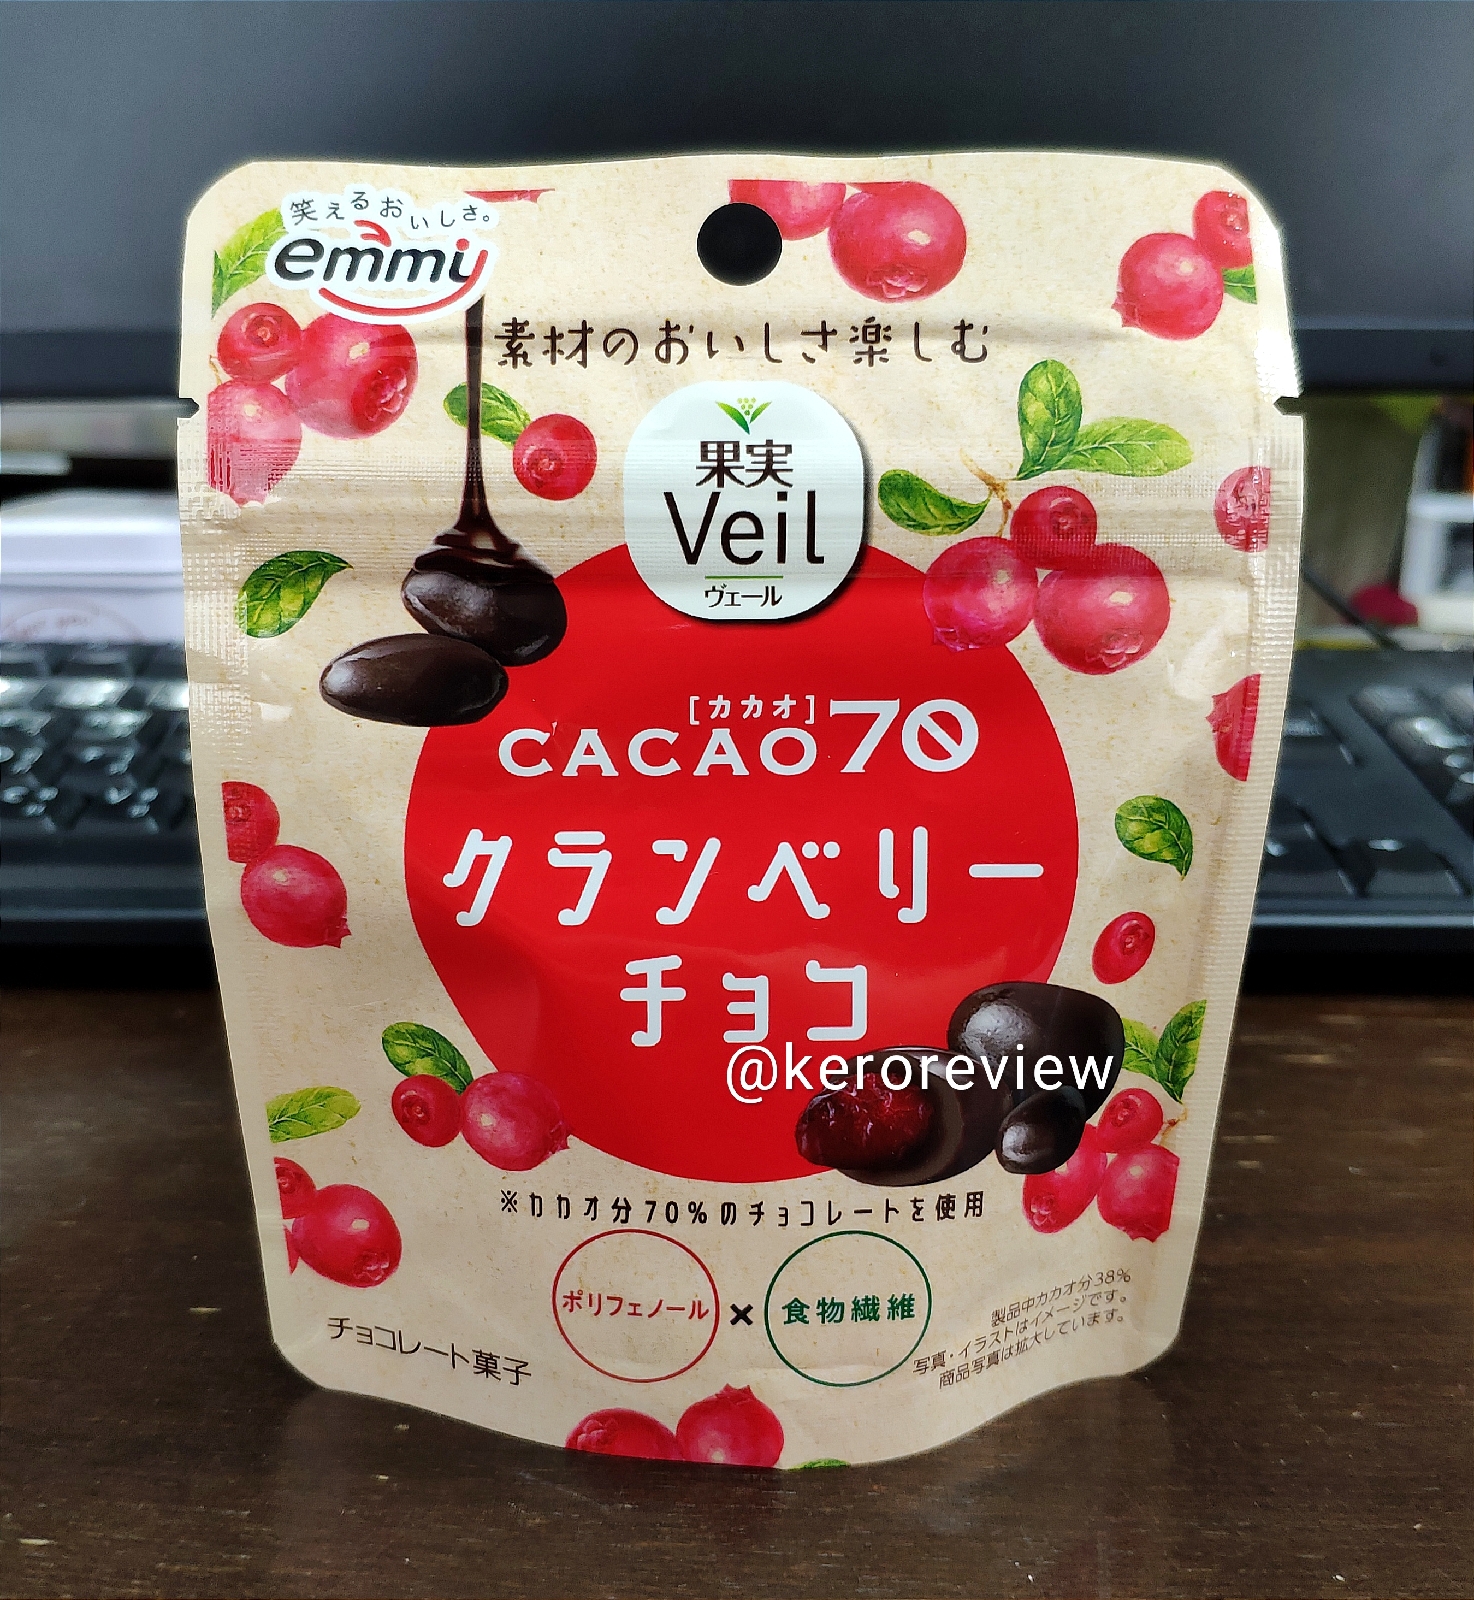 笑えるおいしさ。
emmy
素材のおいしさ楽しむ
果実
Veil
ヴェール
[カカオ]
CACAO 70
クランベリー
チョコ
@keroreview
※カカオ分70%のチョコレートを使用
ポリフェノール × 食物繊維
チョコレート菓子
製品中カカオ分38%
写真・イラストはイメージです。
商品写真は拡大しています。